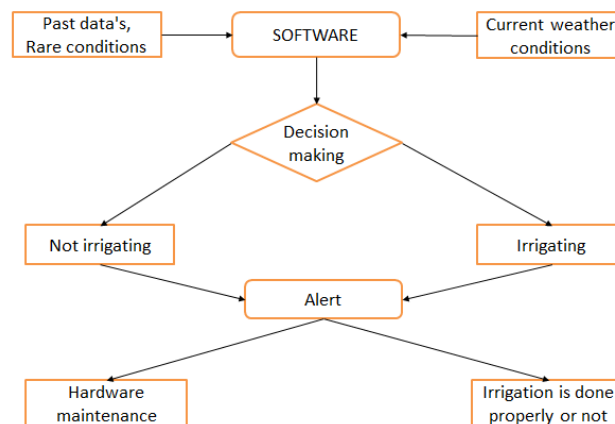 Past data's,
Rare conditions
SOFTWARE
Current weather
conditions
Decision
making
Not irrigating
Irrigating
Alert
Hardware
maintenance
Irrigation is done
properly or not